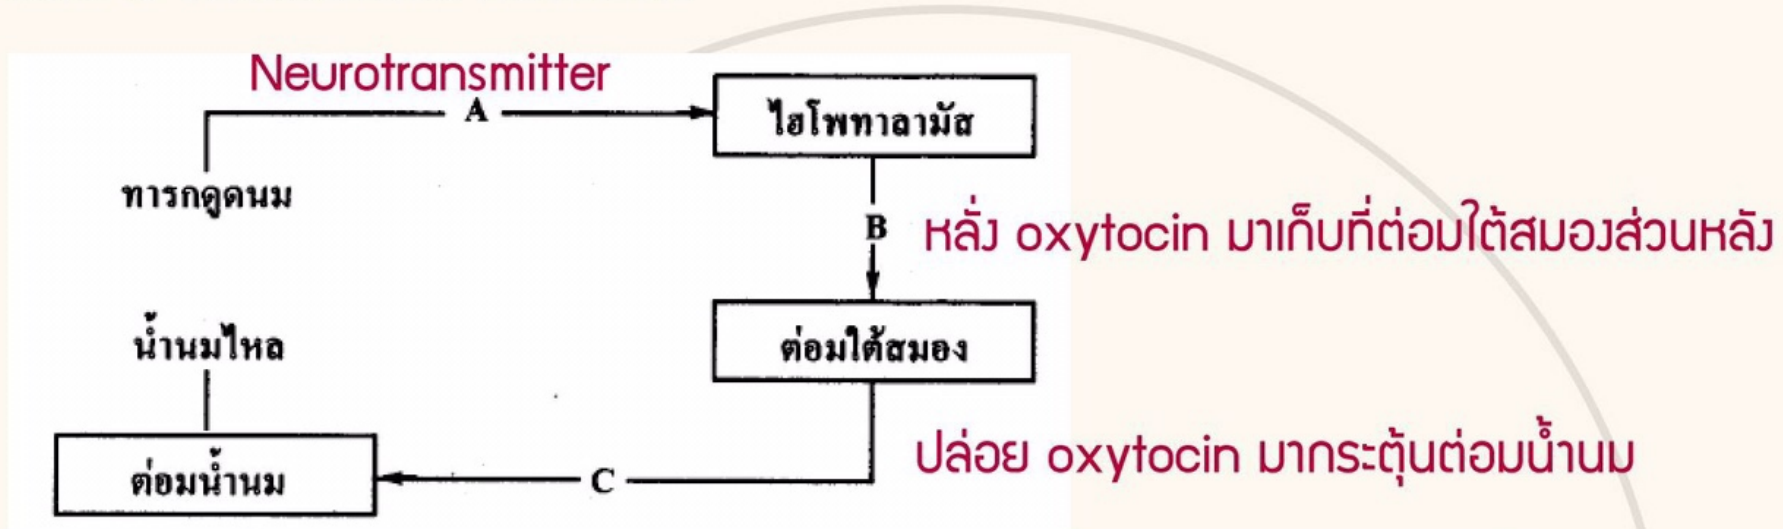 Neurotransmitter
A
ไฮโพทาลามัส
ทารกดูดนม
B
หลั่ง oxytocin มาเก็บที่ต่อมใต้สมองส่วนหลัง
น้ำนมไหล
ต่อมใต้สมอง
ปล่อย oxytocin มากระตุ้นต่อมน้ำนม
ต่อมน้ำนม
C